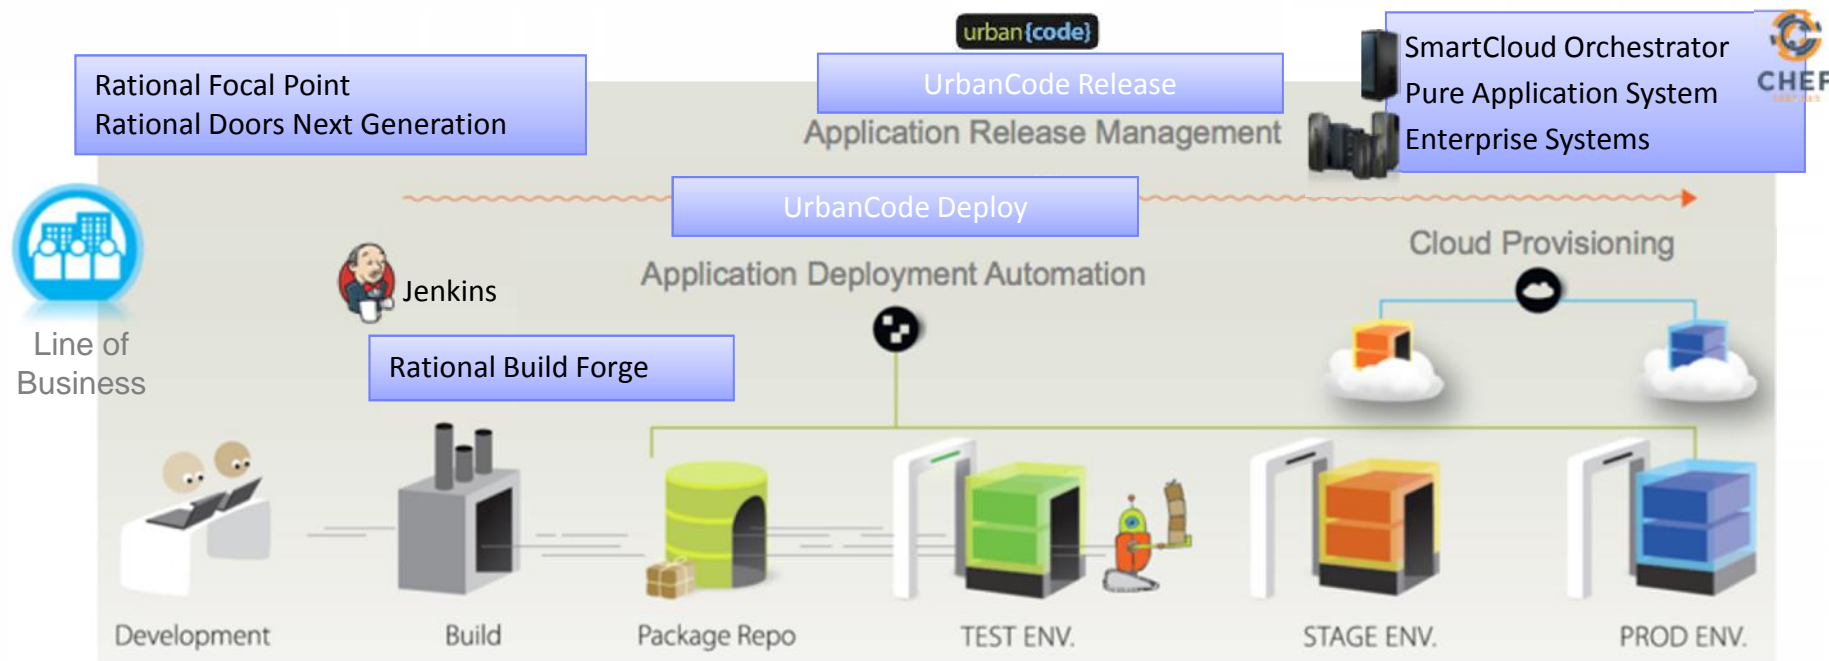 urban{code}
SmartCloud Orchestrator
Pure Application System
Enterprise Systems
CHEF
Rational Focal Point
Rational Doors Next Generation
UrbanCode Release
Application Release Management
UrbanCode Deploy
Cloud Provisioning
Application Deployment Automation
Jenkins
Line of
Business
Rational Build Forge
Development
Build
Package Repo
TEST ENV.
STAGE ENV.
PROD ENV.